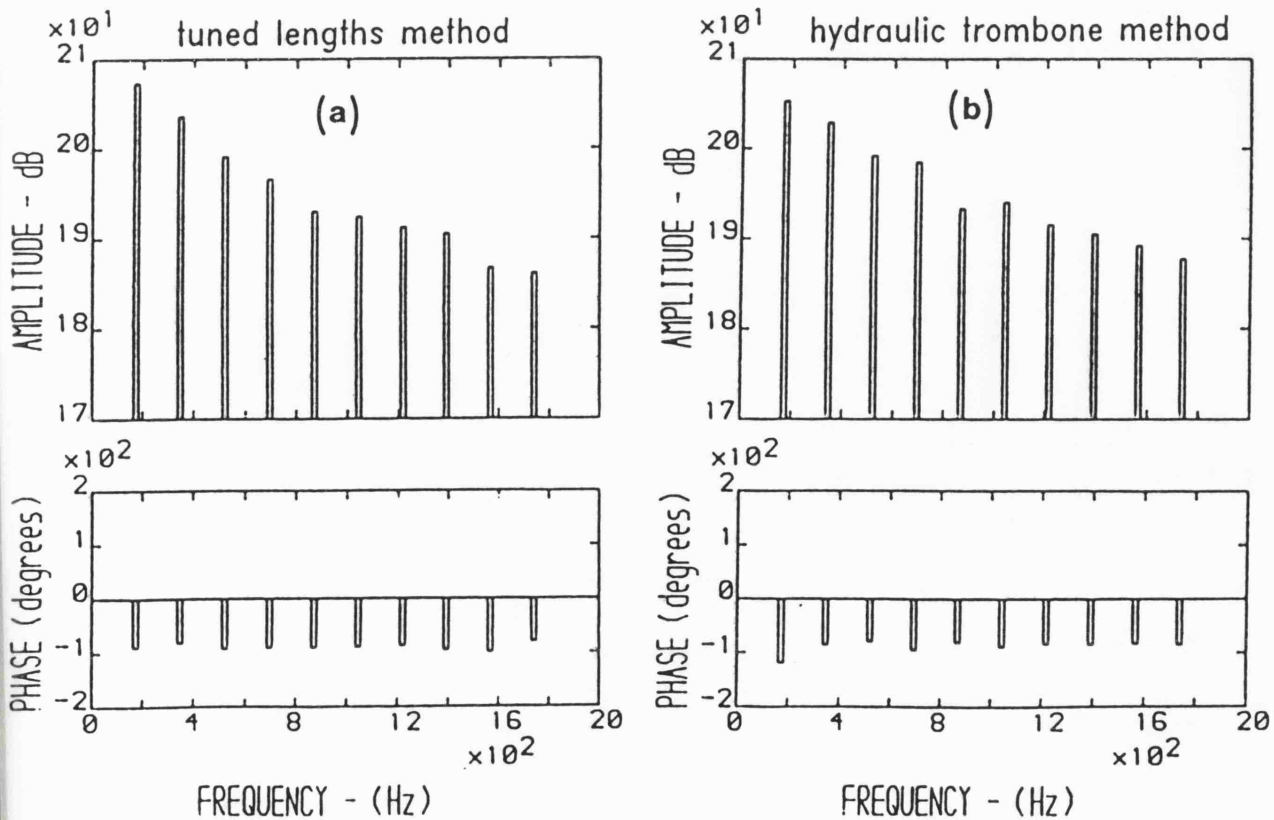 ×10¹
tuned lengths method
21
20
19
18
17
AMPLITUDE - dB
(a)
×10²
2
1
0
-1
-2
PHASE (degrees)
0 4 8 12 16 20
×10²
FREQUENCY - (Hz)
×10¹
hydraulic trombone method
21
20
19
18
17
AMPLITUDE - dB
(b)
×10²
2
1
0
-1
-2
PHASE (degrees)
0 4 8 12 16 20
×10²
FREQUENCY - (Hz)